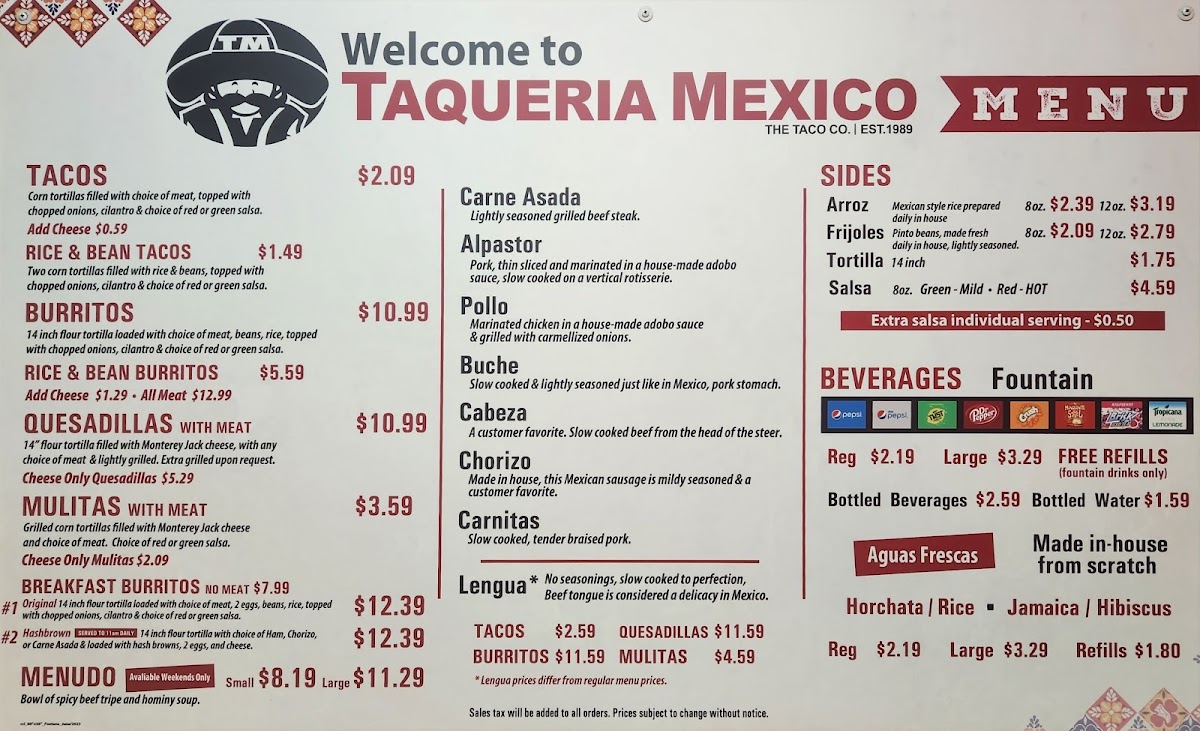 TM
Welcome to
TAQUERIA MEXICO
THE TACO CO. | EST.1989
MENU
TACOS $2.09
Corn tortillas filled with choice of meat, topped with
chopped onions, cilantro & choice of red or green salsa.
Add Cheese $0.59
RICE & BEAN TACOS $1.49
Two corn tortillas filled with rice & beans, topped with
chopped onions, cilantro & choice of red or green salsa.
BURRITOS $10.99
14 inch flour tortilla loaded with choice of meat, beans, rice, topped
with chopped onions, cilantro & choice of red or green salsa.
RICE & BEAN BURRITOS $5.59
Add Cheese $1.29 • All Meat $12.99
QUESADILLAS WITH MEAT $10.99
14” flour tortilla filled with Monterey Jack cheese, with any
choice of meat & lightly grilled. Extra grilled upon request.
Cheese Only Quesadillas $5.29
MULITAS WITH MEAT $3.59
Grilled corn tortillas filled with Monterey Jack cheese
and choice of meat. Choice of red or green salsa.
Cheese Only Mulitas $2.09
BREAKFAST BURRITOS NO MEAT $7.99
#1 Original 14 inch flour tortilla loaded with choice of meat, 2 eggs, beans, rice, topped
with chopped onions, cilantro & choice of red or green salsa. $12.39
#2 Hashbrown SERVED TO 11am DAILY 14 inch flour tortilla with choice of Ham, Chorizo,
or Carne Asada & loaded with hash browns, 2 eggs, and cheese. $12.39
MENUDO Avaliable Weekends Only Small $8.19 Large $11.29
Bowl of spicy beef tripe and hominy soup.
Carne Asada
Lightly seasoned grilled beef steak.
Alpastor
Pork, thin sliced and marinated in a house-made adobo
sauce, slow cooked on a vertical rotisserie.
Pollo
Marinated chicken in a house-made adobo sauce
& grilled with carmellized onions.
Buche
Slow cooked & lightly seasoned just like in Mexico, pork stomach.
Cabeza
A customer favorite. Slow cooked beef from the head of the steer.
Chorizo
Made in house, this Mexican sausage is mildy seasoned & a
customer favorite.
Carnitas
Slow cooked, tender braised pork.
Lengua* No seasonings, slow cooked to perfection,
Beef tongue is considered a delicacy in Mexico.
TACOS $2.59 QUESADILLAS $11.59
BURRITOS $11.59 MULITAS $4.59
* Lengua prices differ from regular menu prices.
Sales tax will be added to all orders. Prices subject to change without notice.
SIDES
Arroz Mexican style rice prepared
daily in house 8oz. $2.39 12oz. $3.19
Frijoles Pinto beans, made fresh
daily in house, lightly seasoned. 8oz. $2.09 12oz. $2.79
Tortilla 14 inch $1.75
Salsa 8oz. Green - Mild • Red - HOT $4.59
Extra salsa individual serving - $0.50
BEVERAGES Fountain
pepsi pepsi Dr Pepper Crush Tropicana
LEMONADE
Reg $2.19 Large $3.29 FREE REFILLS
(fountain drinks only)
Bottled Beverages $2.59 Bottled Water $1.59
Aguas Frescas
Made in-house
from scratch
Horchata / Rice ▪ Jamaica / Hibiscus
Reg $2.19 Large $3.29 Refills $1.80